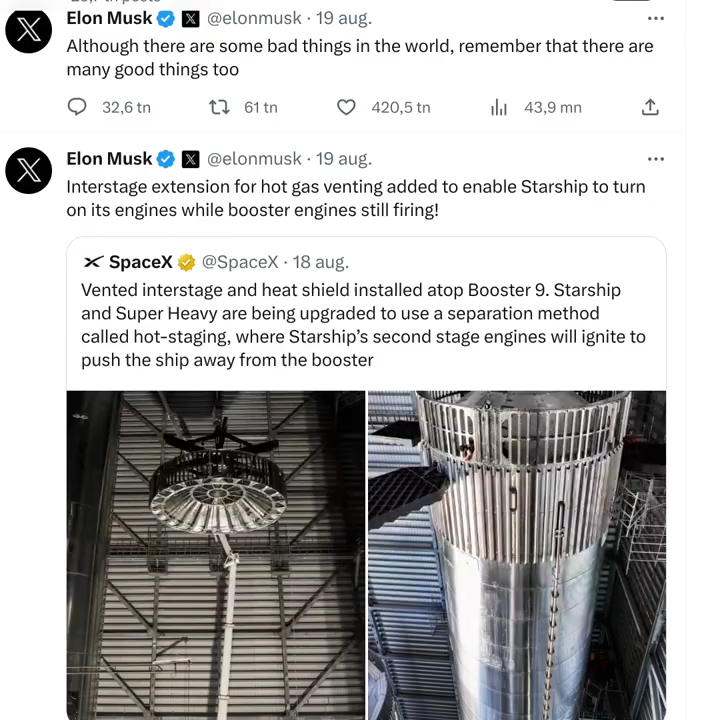 Elon Musk @elonmusk · 19 aug.
Although there are some bad things in the world, remember that there are
many good things too
32,6 tn 61 tn 420,5 tn 43,9 mn
Elon Musk @elonmusk · 19 aug.
Interstage extension for hot gas venting added to enable Starship to turn
on its engines while booster engines still firing!
SpaceX @SpaceX · 18 aug.
Vented interstage and heat shield installed atop Booster 9. Starship
and Super Heavy are being upgraded to use a separation method
called hot-staging, where Starship’s second stage engines will ignite to
push the ship away from the booster